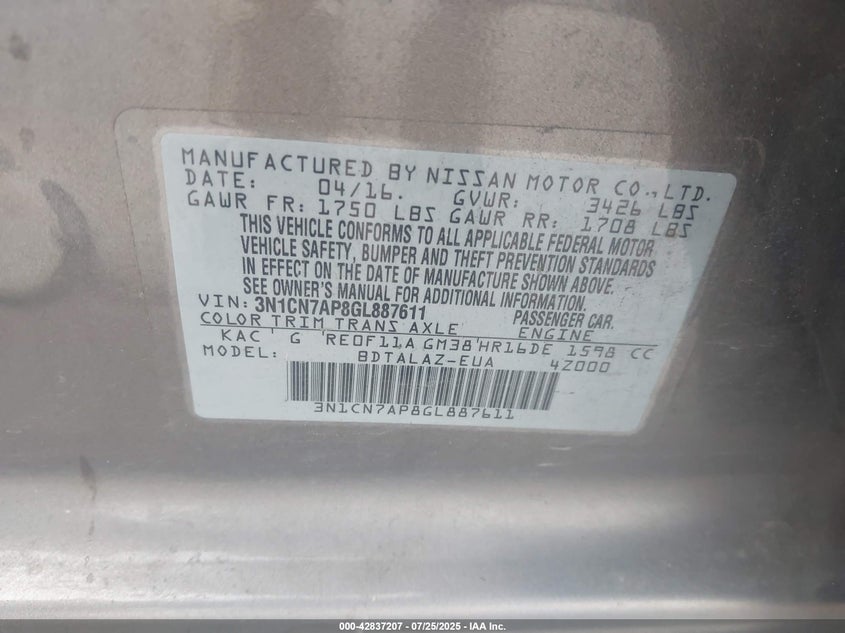 MANUFACTURED BY NISSAN MOTOR CO., LTD.
DATE: 04/16. GVWR: 3426 LBS
GAWR FR: 1750 LBS GAWR RR: 1708 LBS
THIS VEHICLE CONFORMS TO ALL APPLICABLE FEDERAL MOTOR
VEHICLE SAFETY, BUMPER AND THEFT PREVENTION STANDARDS
IN EFFECT ON THE DATE OF MANUFACTURE SHOWN ABOVE.
SEE OWNER'S MANUAL FOR ADDITIONAL INFORMATION.
VIN: 3N1CN7AP8GL887611 PASSENGER CAR.
COLOR TRIM TRANS AXLE ENGINE
KAC' G 'RE0F11A GM38'HR16DE 1598 CC
MODEL: BDTALAZ-EUA 4Z000
3N1CN7AP8GL887611
000-42837207 - 07/25/2025 - IAA Inc.